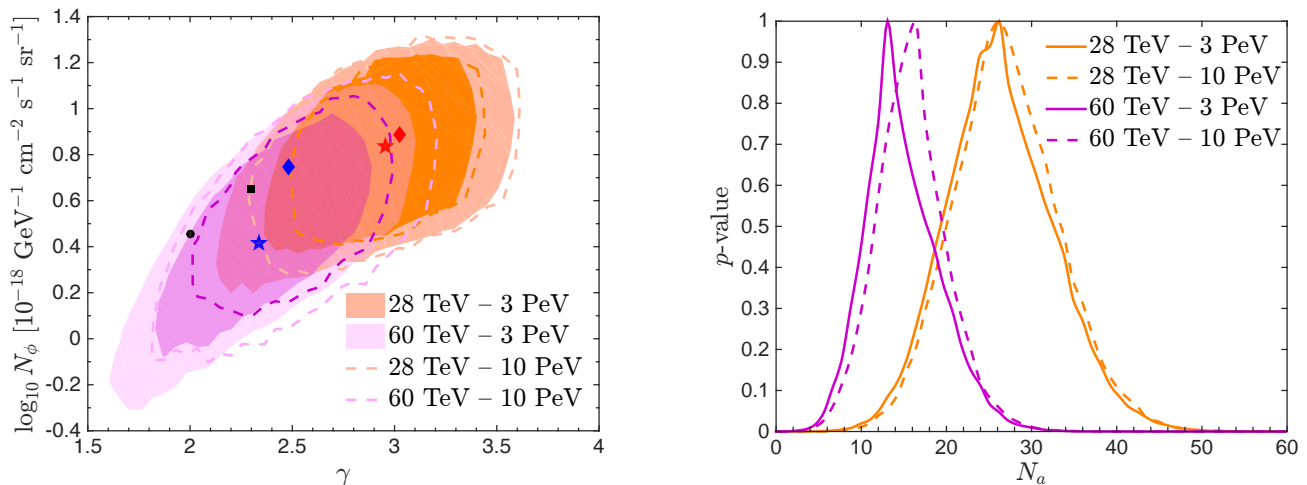 log₁₀ N_ϕ [10⁻¹⁸ GeV⁻¹ cm⁻² s⁻¹ sr⁻¹]
1.4
1.2
1
0.8
0.6
0.4
0.2
0
-0.2
-0.4
28 TeV – 3 PeV
60 TeV – 3 PeV
28 TeV – 10 PeV
60 TeV – 10 PeV
1.5 2 2.5 3 3.5 4
γ
p-value
1
0.9
0.8
0.7
0.6
0.5
0.4
0.3
0.2
0.1
0
28 TeV – 3 PeV
28 TeV – 10 PeV
60 TeV – 3 PeV
60 TeV – 10 PeV
0 10 20 30 40 50 60
N_a